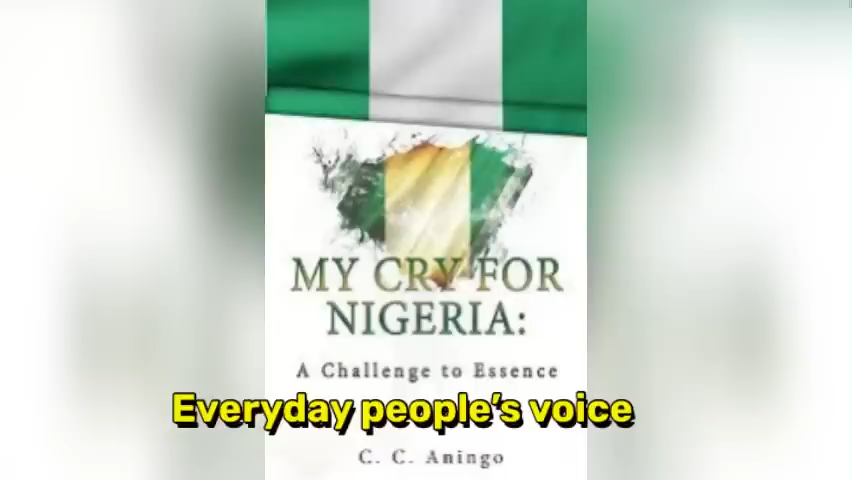 MY CRY FOR
NIGERIA:
A Challenge to Essence
Everyday people's voice
C. C. Aningo